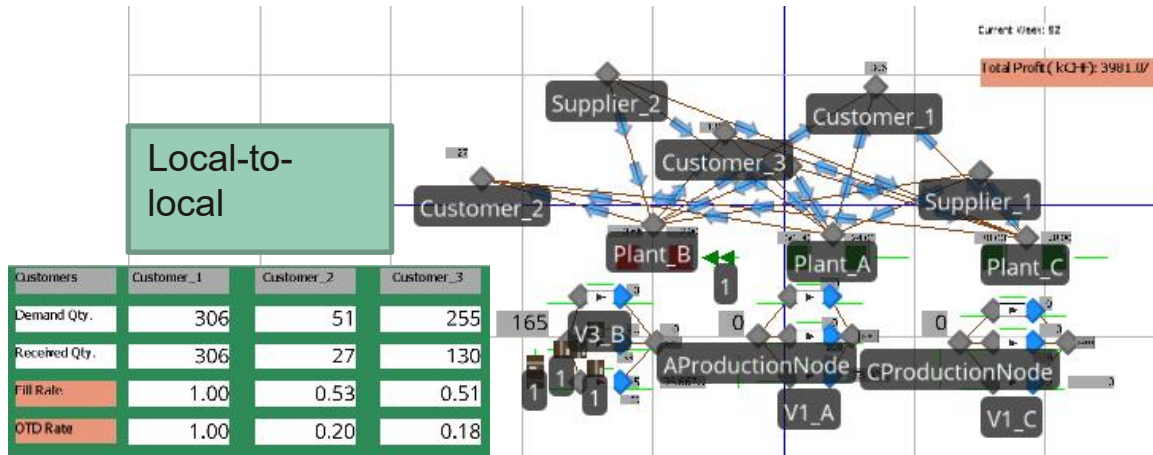 Current Week: 52
Total Profit ( kCHF): 3981.07
Supplier_2
Customer_1
Local-to-
local
27
Customer_3
Customer_2
Supplier_1
Plant_B
Plant_A
Plant_C
1
Customers Customer_1 Customer_2 Customer_3
Demand Qty. 306 51 255
Received Qty. 306 27 130
Fill Rate 1.00 0.53 0.51
OTD Rate 1.00 0.20 0.18
165
0
0
V3_B
AProductionNode
CProductionNode
1
1
1
V1_A
V1_C